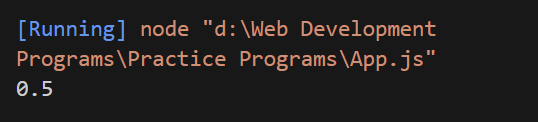 [Running] node "d:\Web Development
Programs\Practice Programs\App.js"
0.5